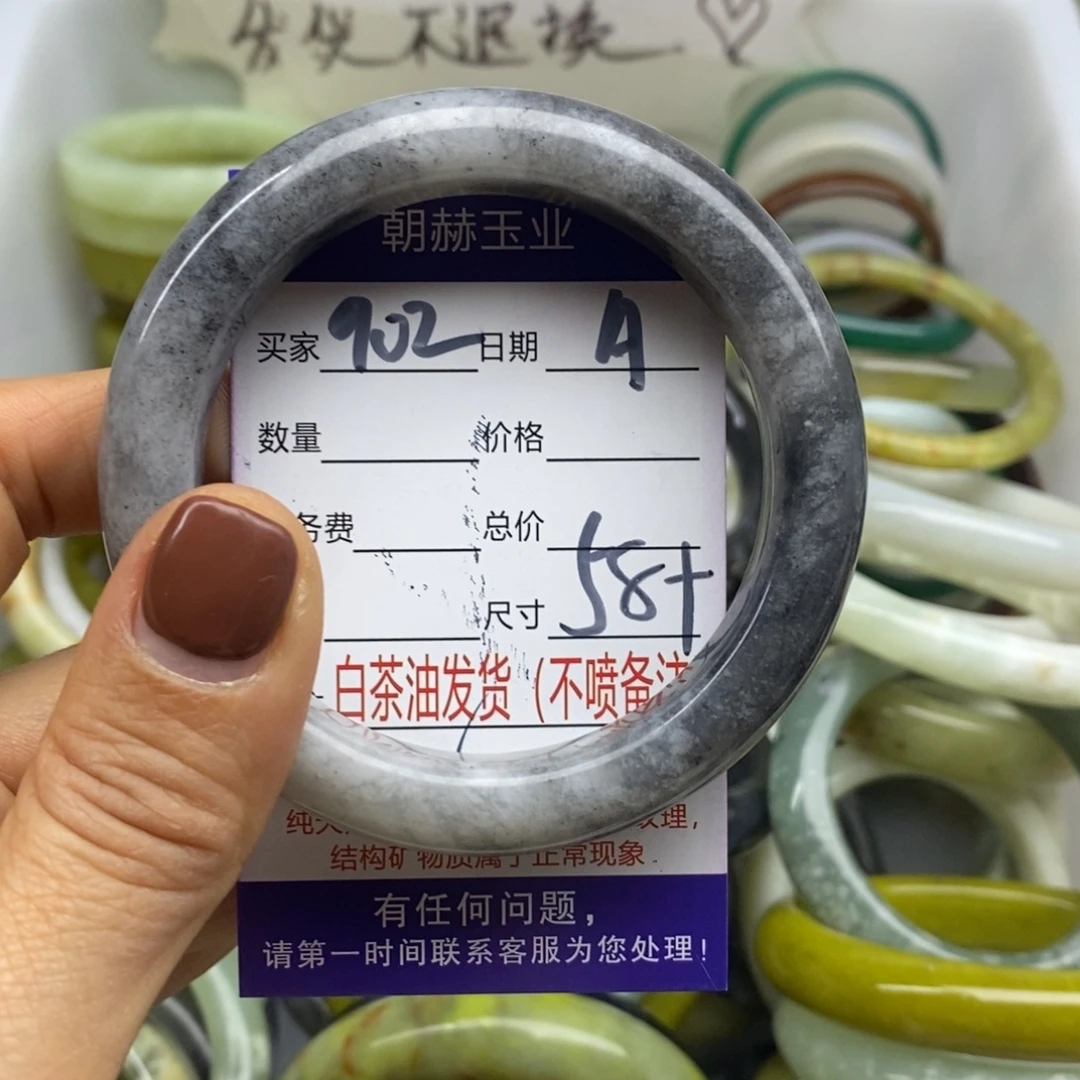 不退换
朝赫玉业
买家 902 日期 A
数量 价格
务费 总价
尺寸 58+
白茶油发货（不喷备注
纯天 纹理，
结构矿物质属于正常现象
有任何问题，
请第一时间联系客服为您处理！